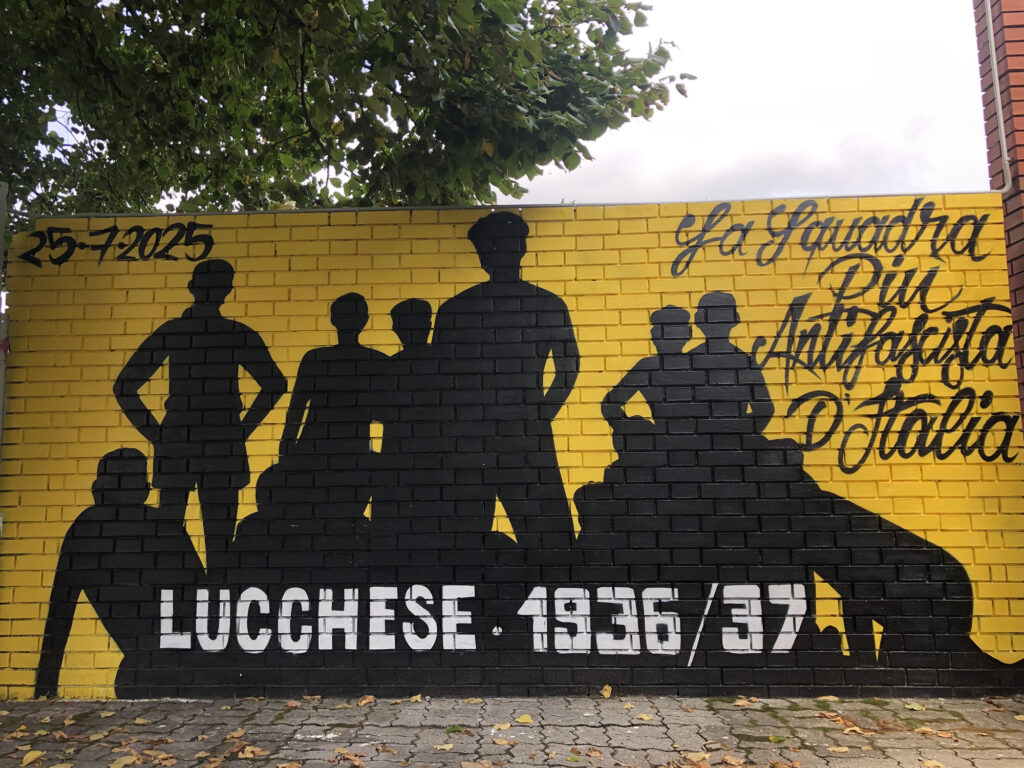 25·7·2025
La Squadra
Più
Antifascista
D'Italia
LUCCHESE · 1936/37